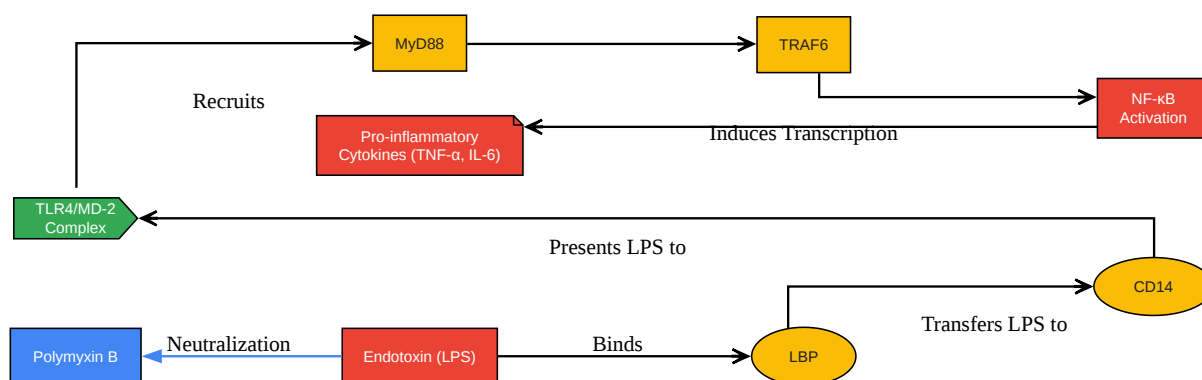 MyD88
TRAF6
NF-κB
Activation
Recruits
Pro-inflammatory
Cytokines (TNF-α, IL-6)
Induces Transcription
TLR4/MD-2
Complex
Presents LPS to
CD14
Transfers LPS to
Polymyxin B
Neutralization
Endotoxin (LPS)
Binds
LBP